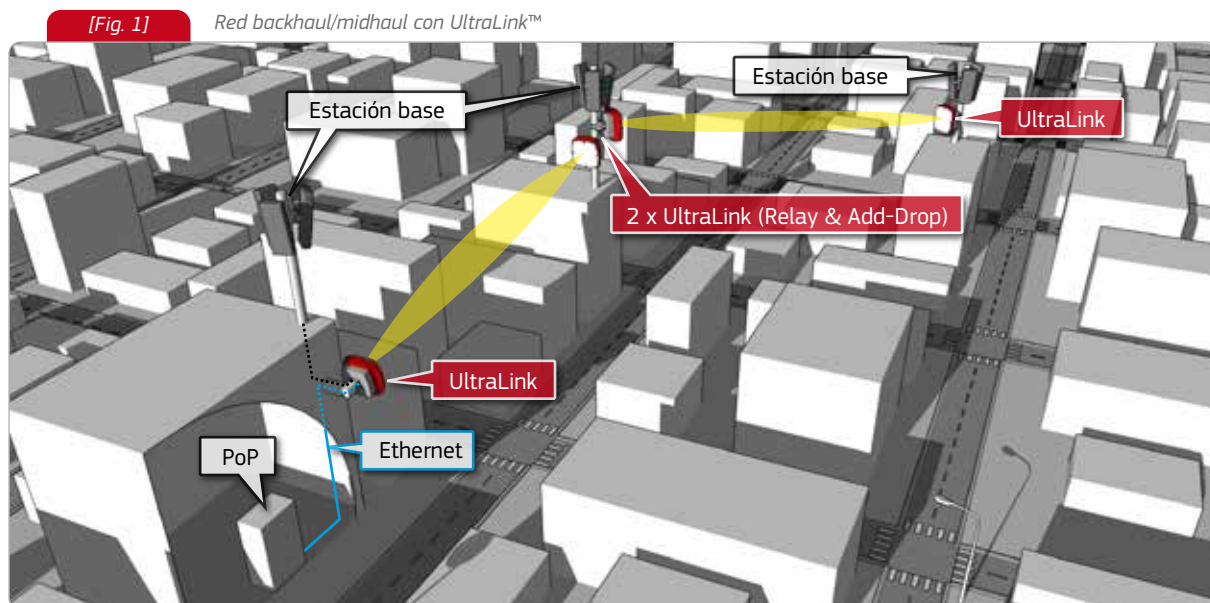 [Fig. 1]
Red backhaul/midhaul con UltraLink™
Estación base
Estación base
UltraLink
2 x UltraLink (Relay & Add-Drop)
UltraLink
Ethernet
PoP